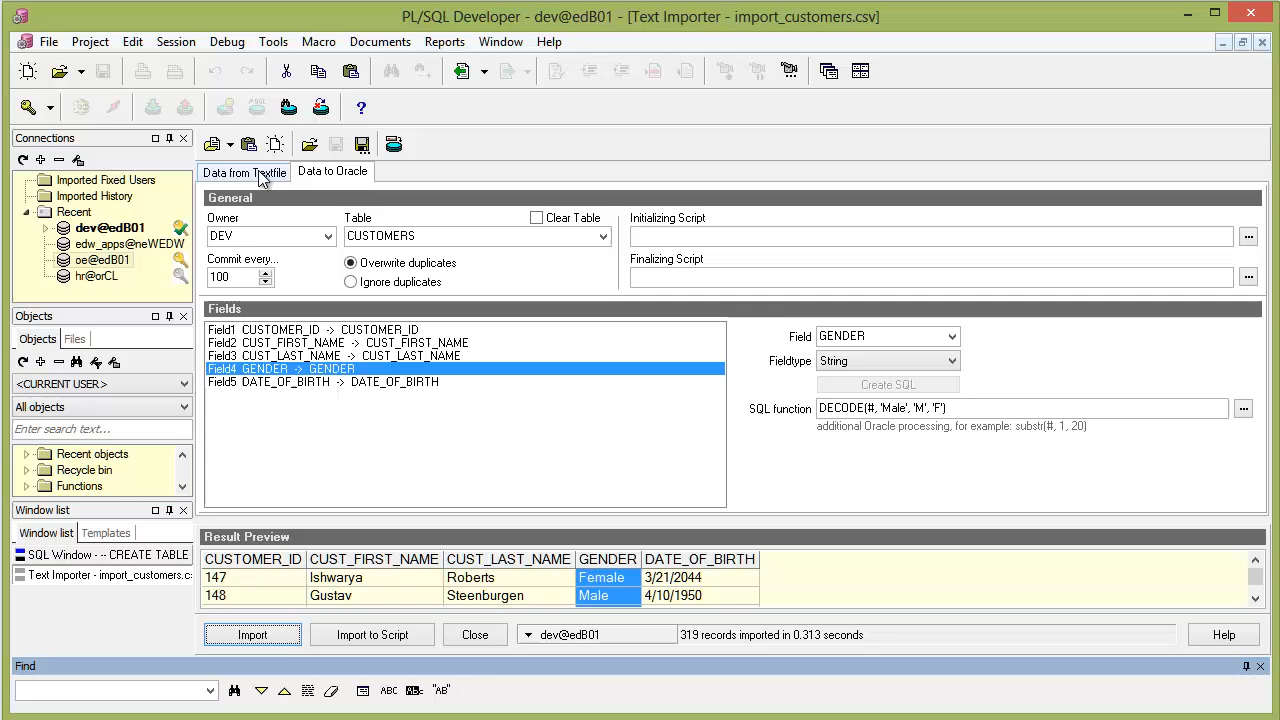 PL/SQL Developer - dev@edB01 - [Text Importer - import_customers.csv]
File Project Edit Session Debug Tools Macro Documents Reports Window Help
Connections
Imported Fixed Users
Imported History
Recent
dev@edB01
edw_apps@neWEDW
oe@edB01
hr@orCL
Objects
Objects Files
<CURRENT USER>
All objects
Enter search text...
Recent objects
Recycle bin
Functions
Window list
Window list Templates
SQL Window - -- CREATE TABLE
Text Importer - import_customers.cs
Data from Textfile Data to Oracle
General
Owner Table Clear Table Initializing Script
DEV CUSTOMERS
Commit every... Overwrite duplicates Finalizing Script
100 Ignore duplicates
Fields
Field1 CUSTOMER_ID -> CUSTOMER_ID
Field2 CUST_FIRST_NAME -> CUST_FIRST_NAME
Field3 CUST_LAST_NAME -> CUST_LAST_NAME
Field4 GENDER -> GENDER
Field5 DATE_OF_BIRTH -> DATE_OF_BIRTH
Field GENDER
Fieldtype String
Create SQL
SQL function DECODE(#, 'Male', 'M', 'F')
additional Oracle processing, for example: substr(#, 1, 20)
Result Preview
CUSTOMER_ID CUST_FIRST_NAME CUST_LAST_NAME GENDER DATE_OF_BIRTH
147 Ishwarya Roberts Female 3/21/2044
148 Gustav Steenburgen Male 4/10/1950
Import Import to Script Close dev@edB01 319 records imported in 0.313 seconds Help
Find
ABC "AB"